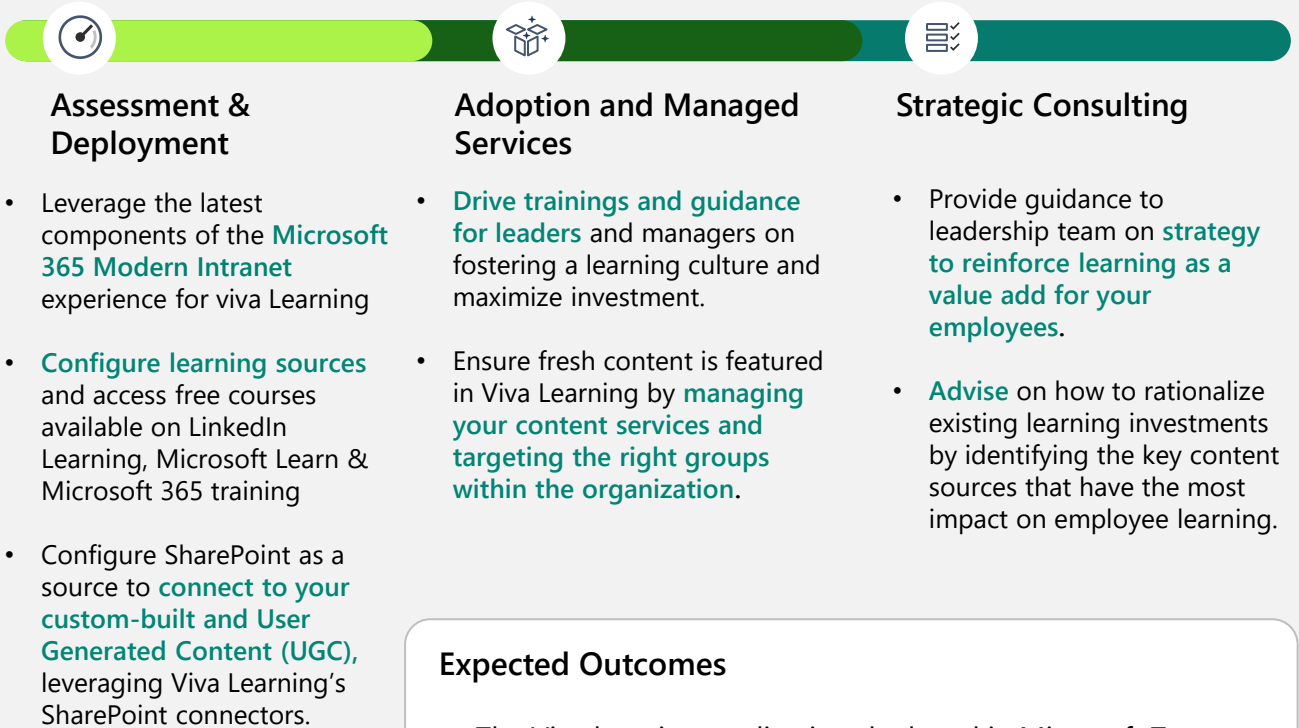 Assessment &
Deployment
• Leverage the latest
components of the Microsoft
365 Modern Intranet
experience for viva Learning
• Configure learning sources
and access free courses
available on LinkedIn
Learning, Microsoft Learn &
Microsoft 365 training
• Configure SharePoint as a
source to connect to your
custom-built and User
Generated Content (UGC),
leveraging Viva Learning’s
SharePoint connectors.
Adoption and Managed
Services
• Drive trainings and guidance
for leaders and managers on
fostering a learning culture and
maximize investment.
• Ensure fresh content is featured
in Viva Learning by managing
your content services and
targeting the right groups
within the organization.
Strategic Consulting
• Provide guidance to
leadership team on strategy
to reinforce learning as a
value add for your
employees.
• Advise on how to rationalize
existing learning investments
by identifying the key content
sources that have the most
impact on employee learning.
Expected Outcomes